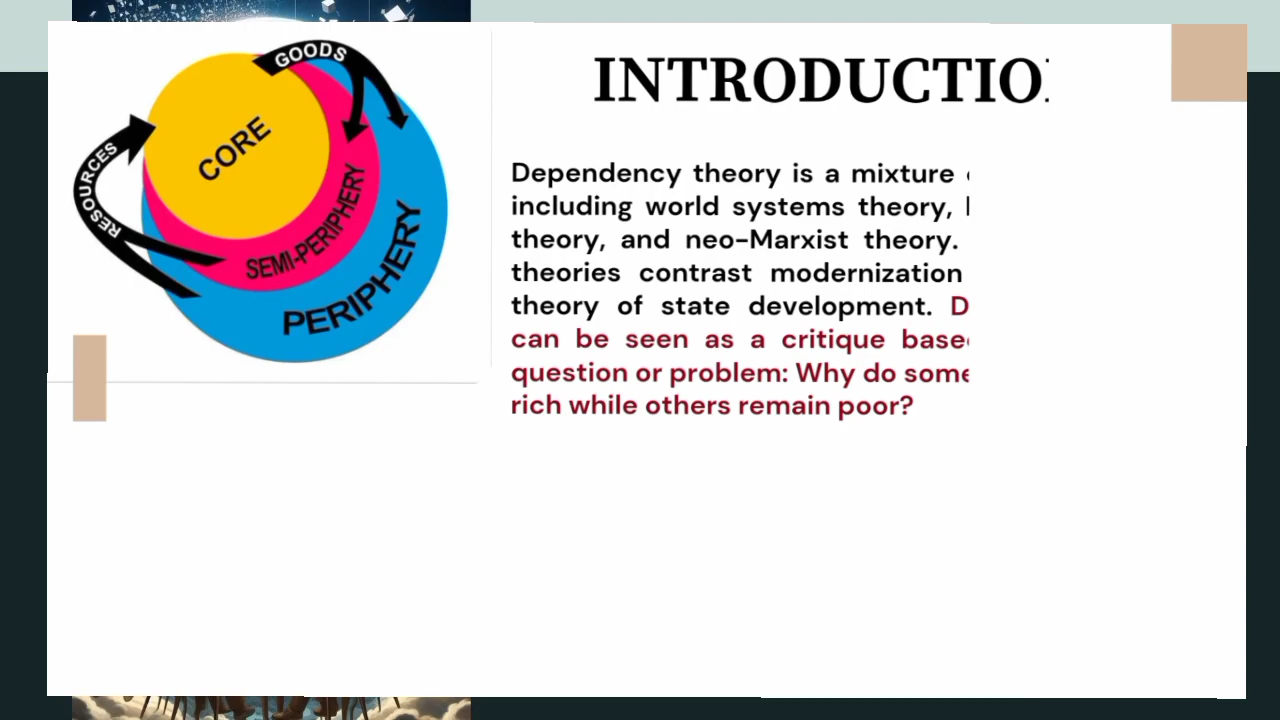 GOODS
CORE
RESOURCES
SEMI-PERIPHERY
PERIPHERY
INTRODUCTIO
Dependency theory is a mixture
including world systems theory,
theory, and neo-Marxist theory.
theories contrast modernization
theory of state development.
can be seen as a critique
question or problem: Why do some
rich while others remain poor?